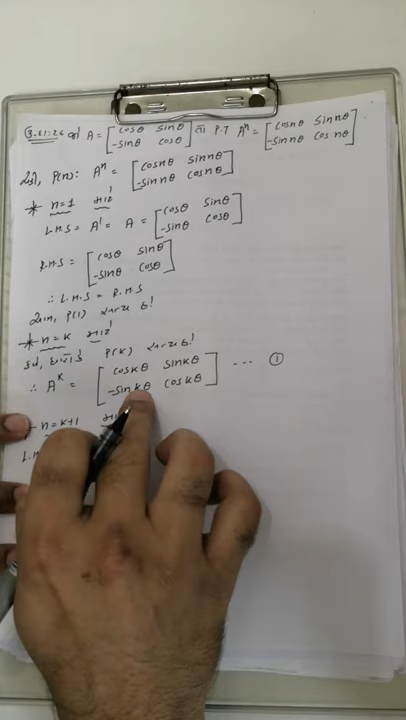 જો A = [cosθ sinθ તો P.T Aⁿ = [cosnθ sinnθ
-sinθ cosθ] -sinnθ cosnθ]
P(n): Aⁿ = [cosnθ sinnθ
-sinnθ cosnθ]
* n=1 માટે
L.H.S = A¹ = A = [cosθ sinθ
-sinθ cosθ]
R.H.S = [cosθ sinθ
-sinθ cosθ]
∴ L.H.S = R.H.S
P(1) સત્ય છે!
* n=k માટે
ધારો કે, P(k) સત્ય છે!
∴ Aᵏ = [coskθ sinkθ
-sinkθ coskθ] --- ①
n=k+1